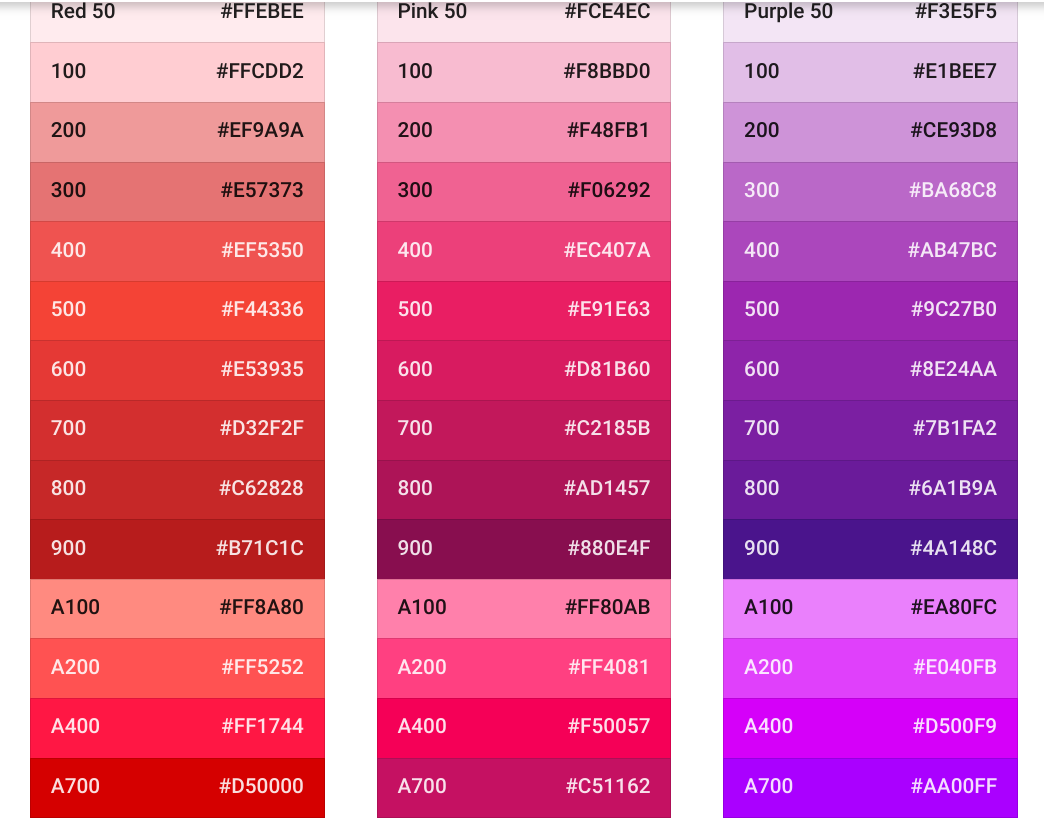 Red 50 #FFEBEE
100 #FFCDD2
200 #EF9A9A
300 #E57373
400 #EF5350
500 #F44336
600 #E53935
700 #D32F2F
800 #C62828
900 #B71C1C
A100 #FF8A80
A200 #FF5252
A400 #FF1744
A700 #D50000
Pink 50 #FCE4EC
100 #F8BBD0
200 #F48FB1
300 #F06292
400 #EC407A
500 #E91E63
600 #D81B60
700 #C2185B
800 #AD1457
900 #880E4F
A100 #FF80AB
A200 #FF4081
A400 #F50057
A700 #C51162
Purple 50 #F3E5F5
100 #E1BEE7
200 #CE93D8
300 #BA68C8
400 #AB47BC
500 #9C27B0
600 #8E24AA
700 #7B1FA2
800 #6A1B9A
900 #4A148C
A100 #EA80FC
A200 #E040FB
A400 #D500F9
A700 #AA00FF